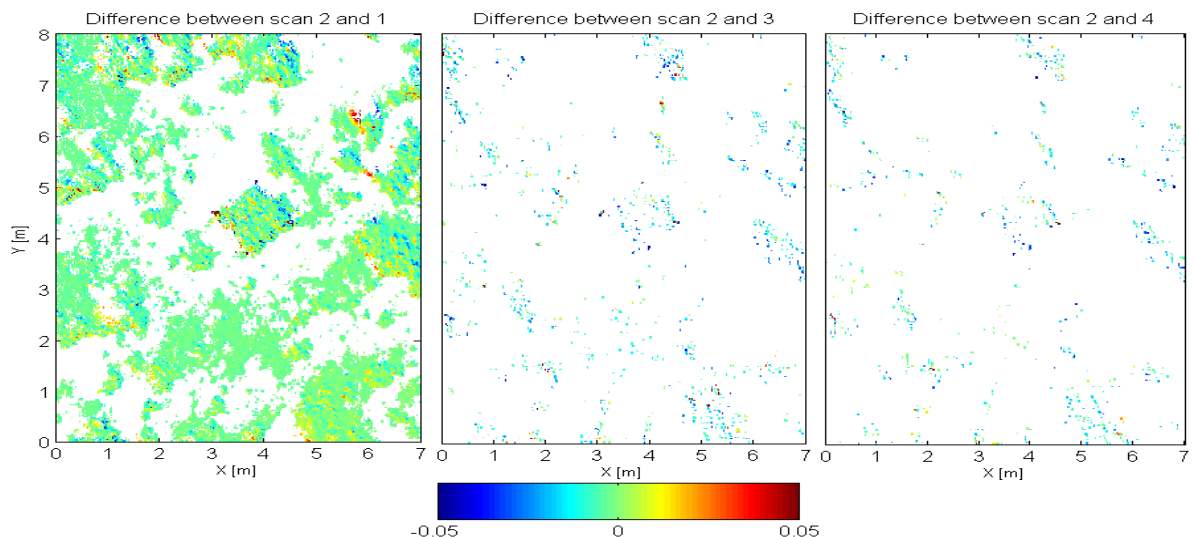 Difference between scan 2 and 1
Difference between scan 2 and 3
Difference between scan 2 and 4
8
7
6
5
4
3
2
1
0
Y [m]
0 1 2 3 4 5 6 7
X [m]
0 1 2 3 4 5 6 7
X [m]
0 1 2 3 4 5 6 7
X [m]
-0.05 0 0.05